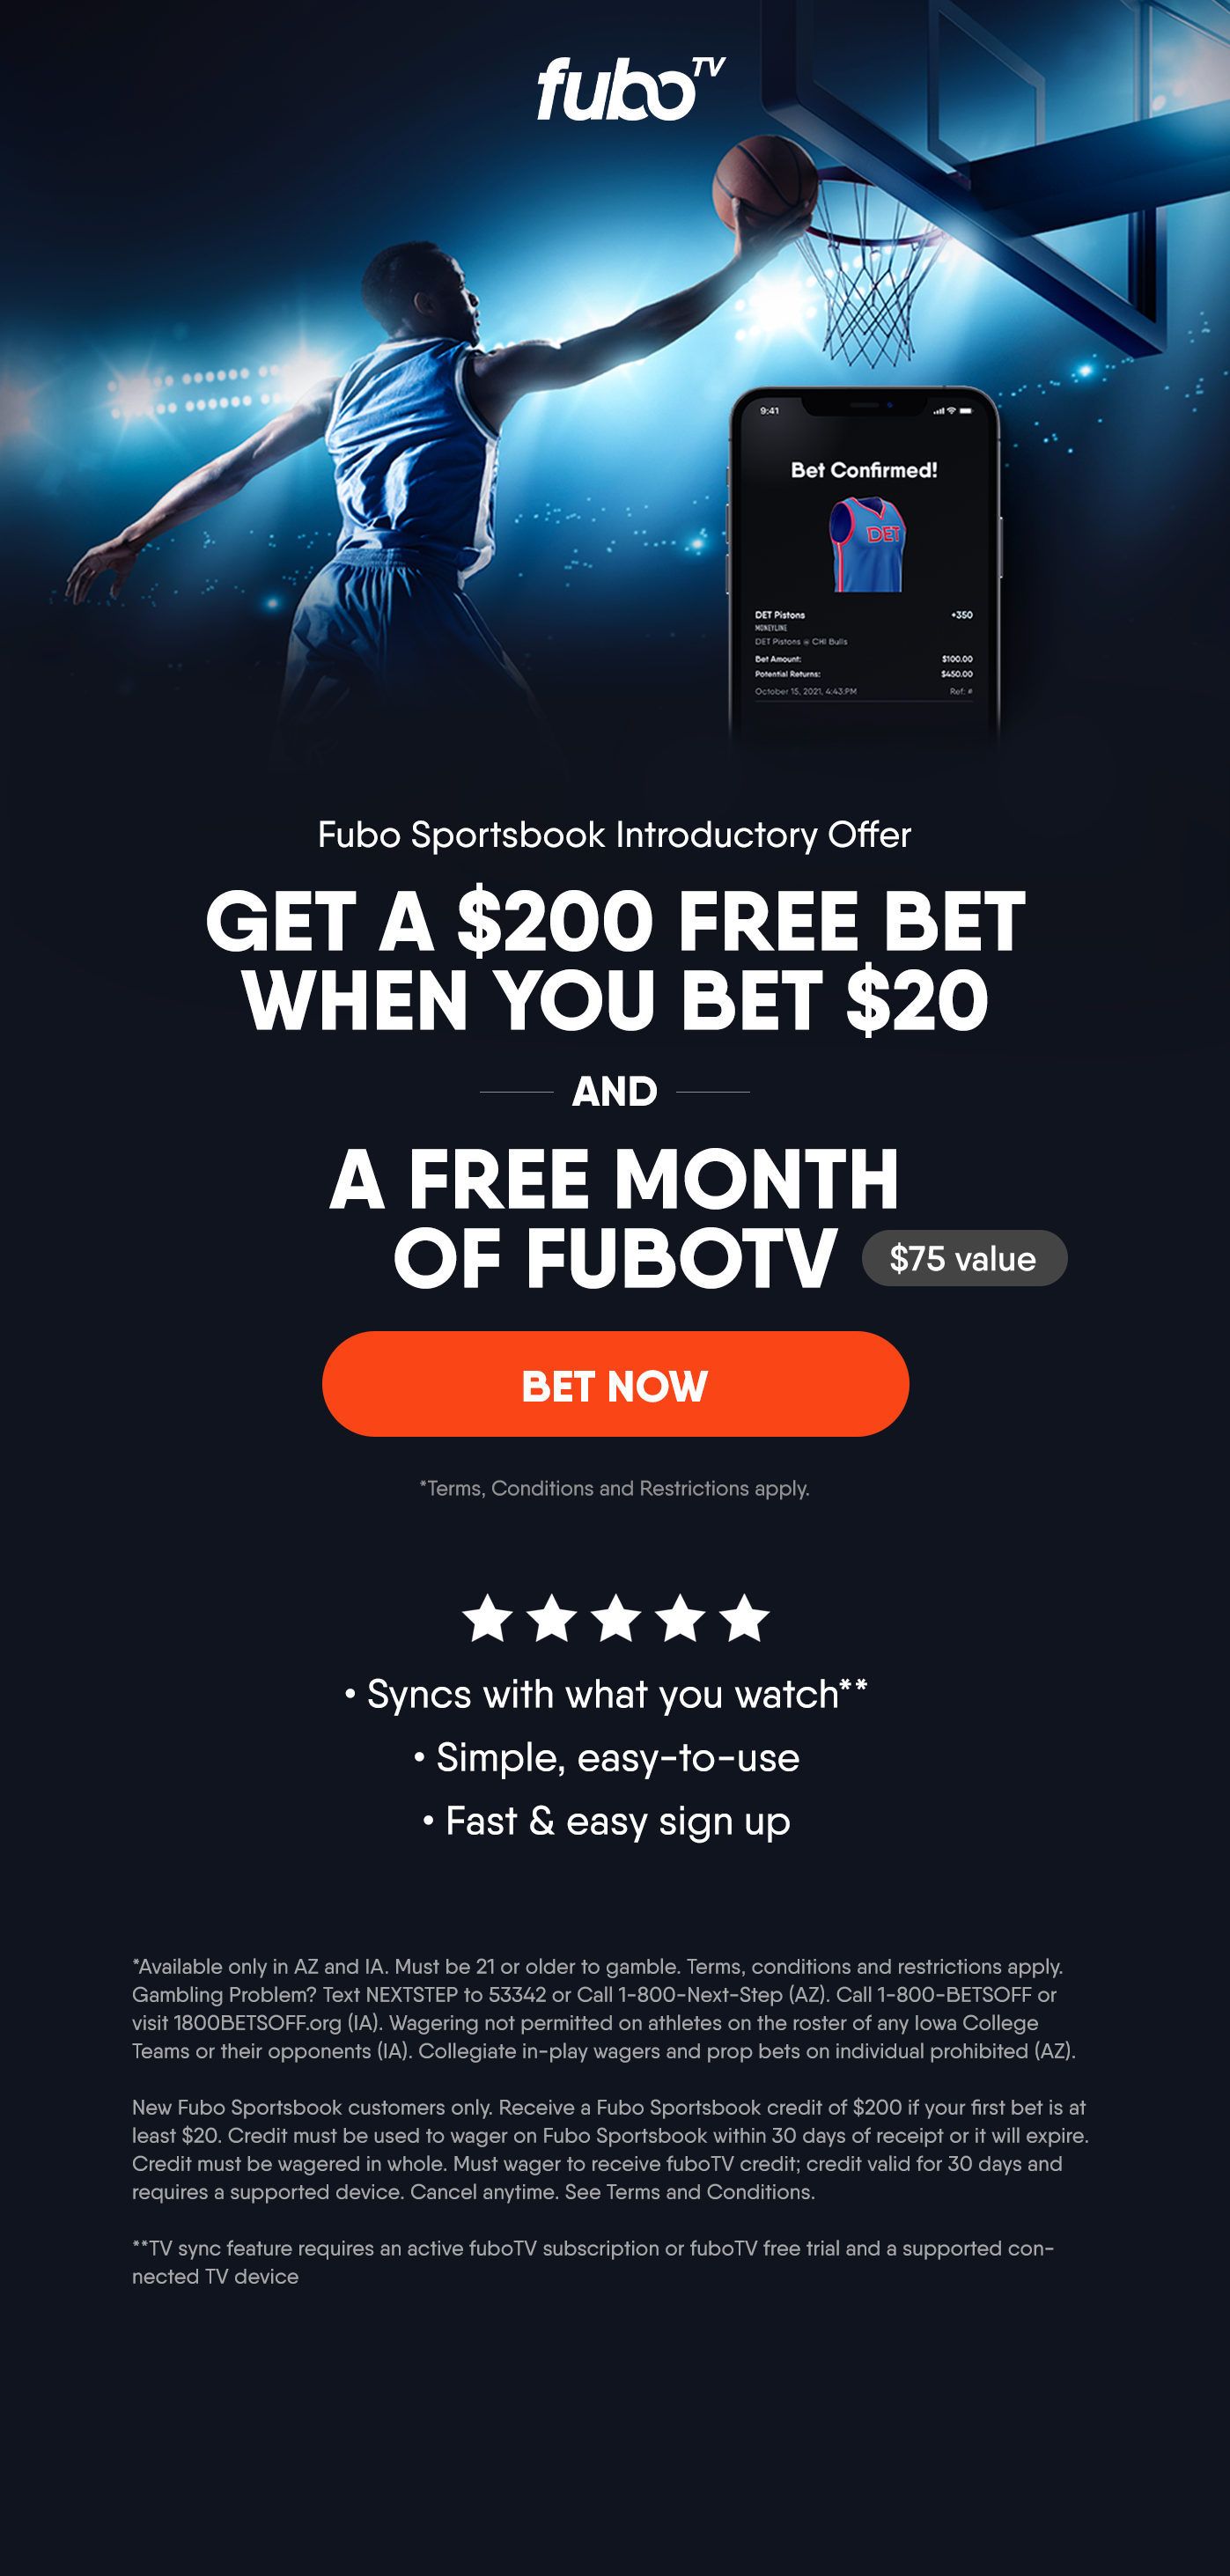 fubo TV
9:41
Bet Confirmed!
DET
DET Pistons +350
MONEYLINE
DET Pistons @ CHI Bulls
Bet Amount: $100.00
Potential Returns: $450.00
October 15, 2021, 4:43:PM Ref: #
Fubo Sportsbook Introductory Offer
GET A $200 FREE BET
WHEN YOU BET $20
AND
A FREE MONTH
OF FUBOTV $75 value
BET NOW
*Terms, Conditions and Restrictions apply.
• Syncs with what you watch**
• Simple, easy-to-use
• Fast & easy sign up
*Available only in AZ and IA. Must be 21 or older to gamble. Terms, conditions and restrictions apply.
Gambling Problem? Text NEXTSTEP to 53342 or Call 1-800-Next-Step (AZ). Call 1-800-BETSOFF or
visit 1800BETSOFF.org (IA). Wagering not permitted on athletes on the roster of any Iowa College
Teams or their opponents (IA). Collegiate in-play wagers and prop bets on individual prohibited (AZ).
New Fubo Sportsbook customers only. Receive a Fubo Sportsbook credit of $200 if your first bet is at
least $20. Credit must be used to wager on Fubo Sportsbook within 30 days of receipt or it will expire.
Credit must be wagered in whole. Must wager to receive fuboTV credit; credit valid for 30 days and
requires a supported device. Cancel anytime. See Terms and Conditions.
**TV sync feature requires an active fuboTV subscription or fuboTV free trial and a supported con-
nected TV device